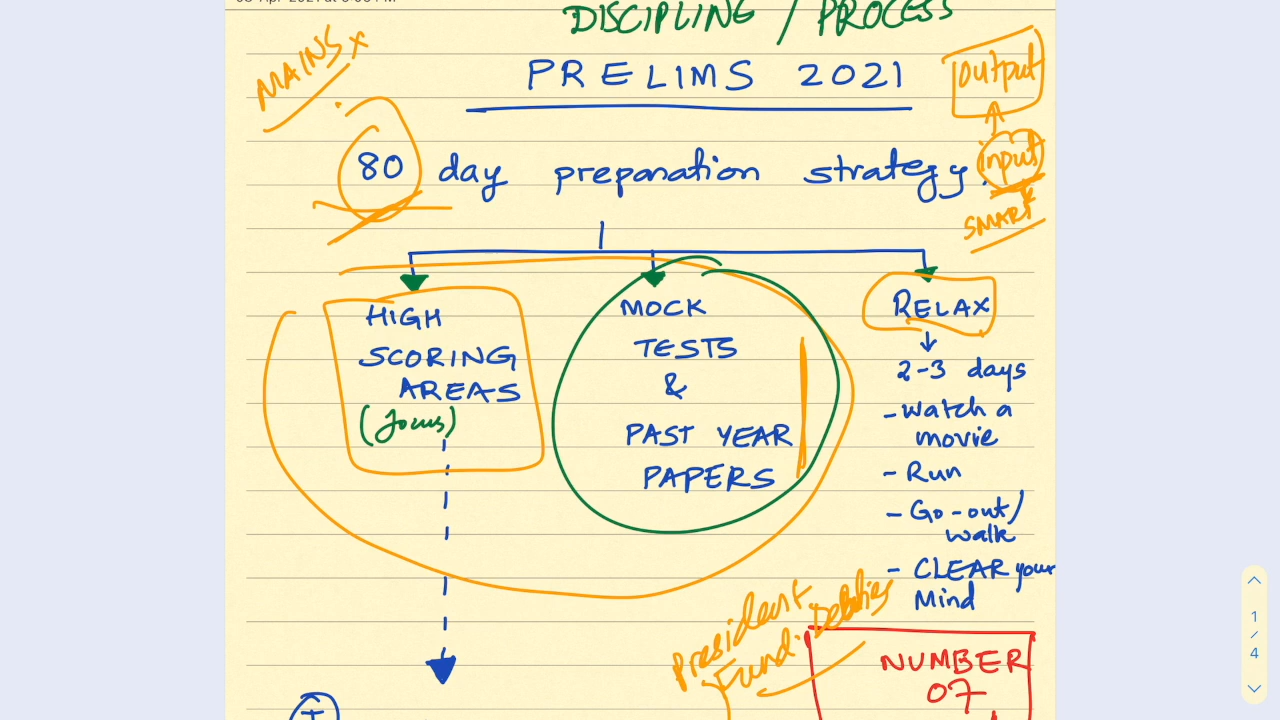 DISCIPLINE / PROCESS
MAINS x
PRELIMS 2021
output
80 day preparation strategy.
input
SMART
HIGH
SCORING
AREAS
(focus)
MOCK
TESTS
&
PAST YEAR
PAPERS
RELAX
2-3 days
- Watch a
movie
- Run
- Go-out/
walk
- CLEAR your
Mind
President
Fund.
NUMBER
07
I
1
/
4